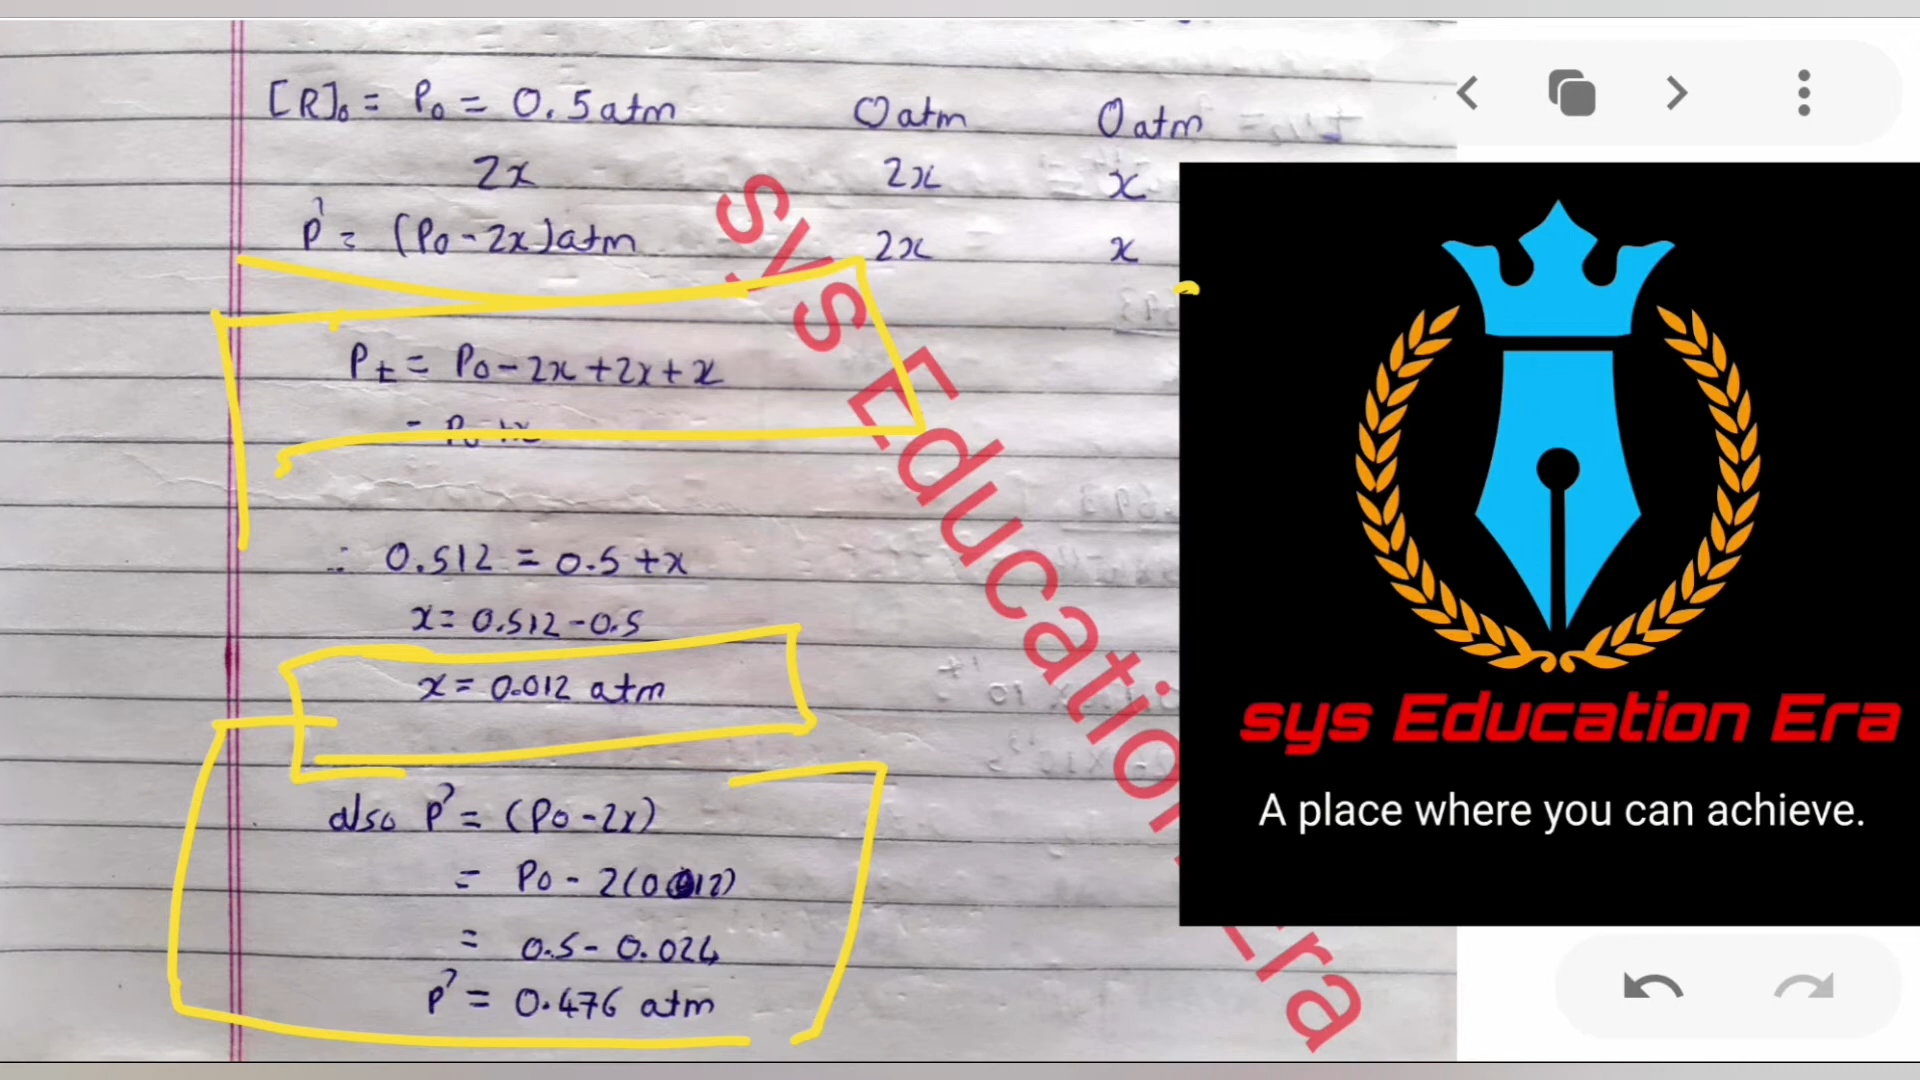 [R]₀ = P₀ = 0.5 atm 0 atm 0 atm
2x 2x x
P' = (P₀ - 2x) atm 2x x
Pt = P₀ - 2x + 2x + x
= P₀ + x
∴ 0.512 = 0.5 + x
x = 0.512 - 0.5
x = 0.012 atm
also P' = (P₀ - 2x)
= P₀ - 2(0.012)
= 0.5 - 0.024
P' = 0.476 atm
sys Education Era
sys Education Era
A place where you can achieve.